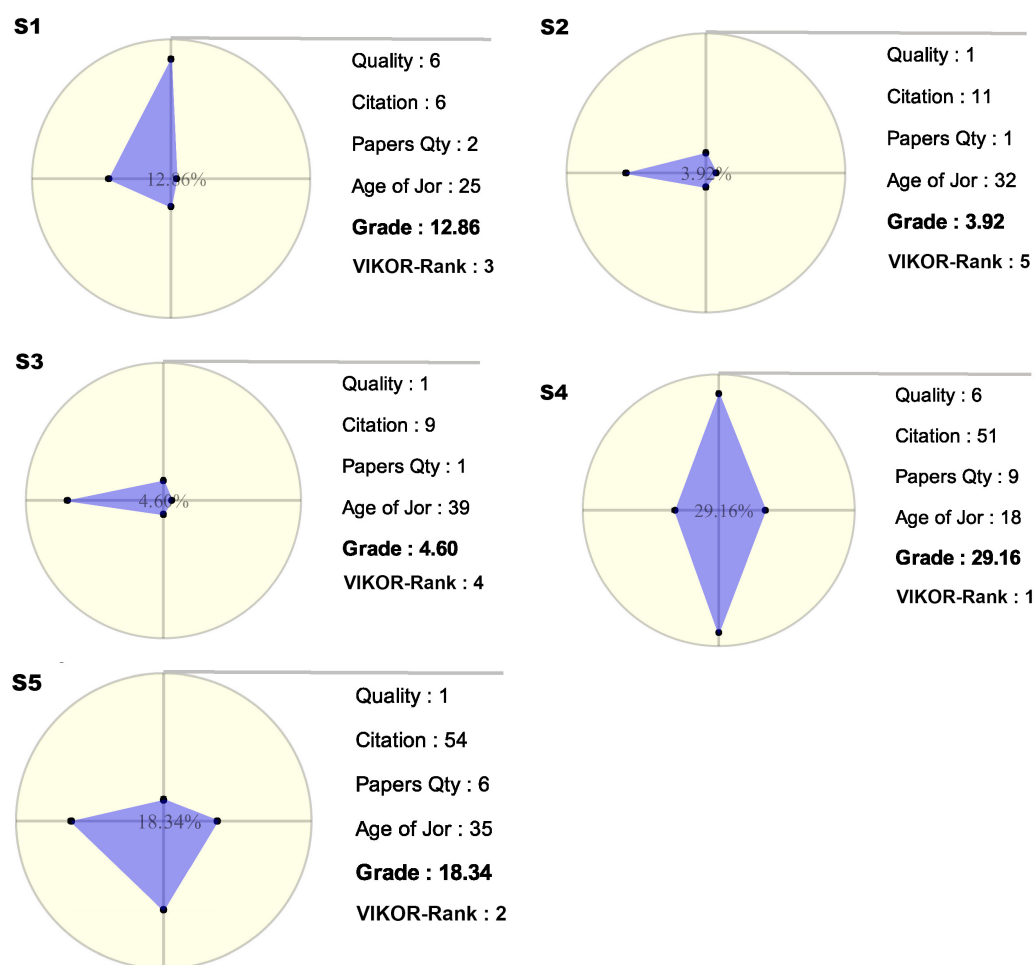 S1
12.86%
Quality : 6
Citation : 6
Papers Qty : 2
Age of Jor : 25
Grade : 12.86
VIKOR-Rank : 3
S2
3.92%
Quality : 1
Citation : 11
Papers Qty : 1
Age of Jor : 32
Grade : 3.92
VIKOR-Rank : 5
S3
4.60%
Quality : 1
Citation : 9
Papers Qty : 1
Age of Jor : 39
Grade : 4.60
VIKOR-Rank : 4
S4
29.16%
Quality : 6
Citation : 51
Papers Qty : 9
Age of Jor : 18
Grade : 29.16
VIKOR-Rank : 1
S5
18.34%
Quality : 1
Citation : 54
Papers Qty : 6
Age of Jor : 35
Grade : 18.34
VIKOR-Rank : 2